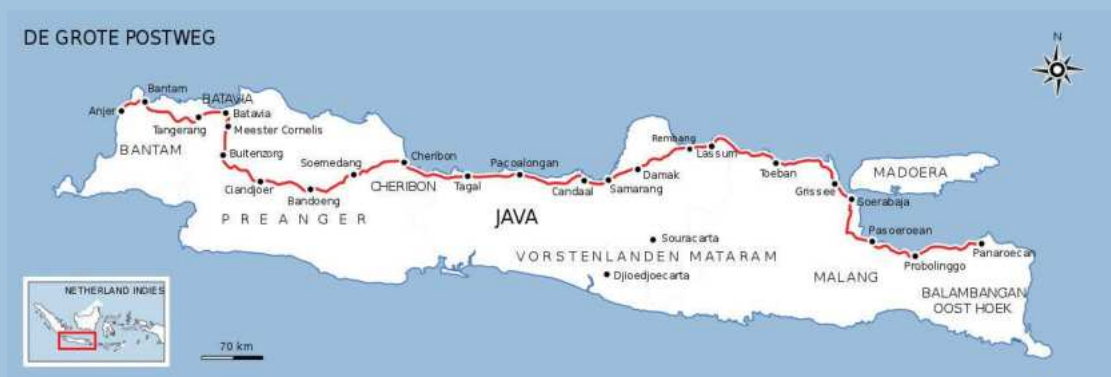 DE GROTE POSTWEG
N
Bantam
BATAVIA
Anjer
Batavia
Tangerang
Meester Cornelis
BANTAM
Buitenzorg
Soemedang
Cheribon
Ciandjoer
CHERIBON
Bandoeng
PREANGER
Tagal
Pacoalongan
Candaal
Samarang
Damak
Rembang
Lassum
Toeban
Grissee
MADOERA
Soerabaja
JAVA
Souracarta
VORSTENLANDEN MATARAM
Djioedjoecarta
Pasoeroean
Probolinggo
Panaroecan
MALANG
BALAMBANGAN
OOST HOEK
NETHERLAND INDIES
70 km